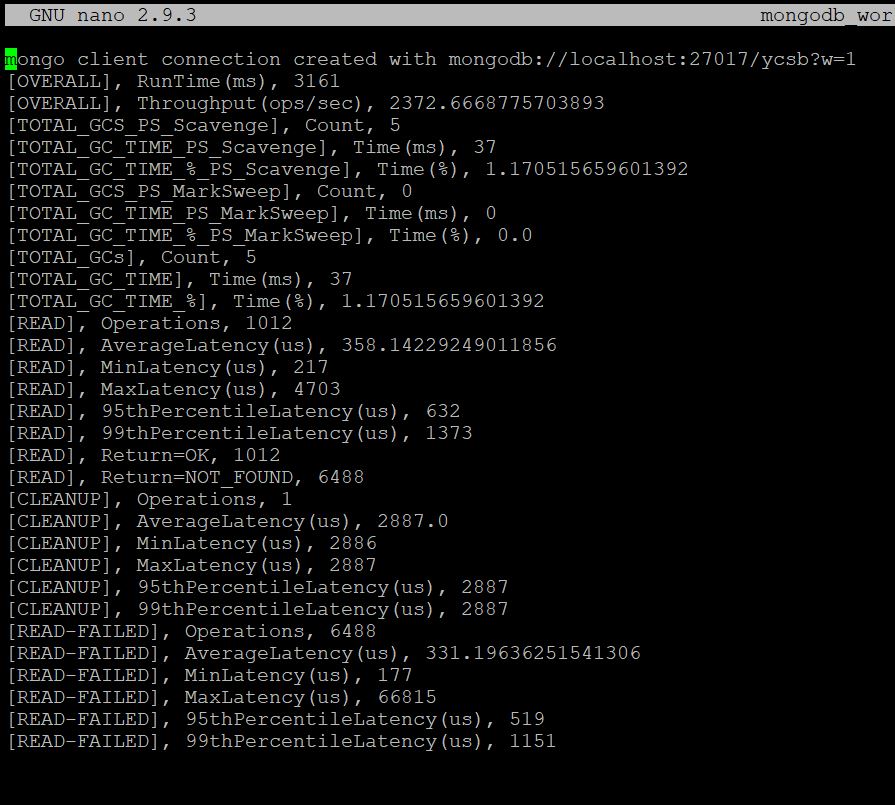 GNU nano 2.9.3 mongodb_wor
mongo client connection created with mongodb://localhost:27017/ycsb?w=1
[OVERALL], RunTime(ms), 3161
[OVERALL], Throughput(ops/sec), 2372.6668775703893
[TOTAL_GCS_PS_Scavenge], Count, 5
[TOTAL_GC_TIME_PS_Scavenge], Time(ms), 37
[TOTAL_GC_TIME_%_PS_Scavenge], Time(%), 1.170515659601392
[TOTAL_GCS_PS_MarkSweep], Count, 0
[TOTAL_GC_TIME_PS_MarkSweep], Time(ms), 0
[TOTAL_GC_TIME_%_PS_MarkSweep], Time(%), 0.0
[TOTAL_GCs], Count, 5
[TOTAL_GC_TIME], Time(ms), 37
[TOTAL_GC_TIME_%], Time(%), 1.170515659601392
[READ], Operations, 1012
[READ], AverageLatency(us), 358.14229249011856
[READ], MinLatency(us), 217
[READ], MaxLatency(us), 4703
[READ], 95thPercentileLatency(us), 632
[READ], 99thPercentileLatency(us), 1373
[READ], Return=OK, 1012
[READ], Return=NOT_FOUND, 6488
[CLEANUP], Operations, 1
[CLEANUP], AverageLatency(us), 2887.0
[CLEANUP], MinLatency(us), 2886
[CLEANUP], MaxLatency(us), 2887
[CLEANUP], 95thPercentileLatency(us), 2887
[CLEANUP], 99thPercentileLatency(us), 2887
[READ-FAILED], Operations, 6488
[READ-FAILED], AverageLatency(us), 331.19636251541306
[READ-FAILED], MinLatency(us), 177
[READ-FAILED], MaxLatency(us), 66815
[READ-FAILED], 95thPercentileLatency(us), 519
[READ-FAILED], 99thPercentileLatency(us), 1151